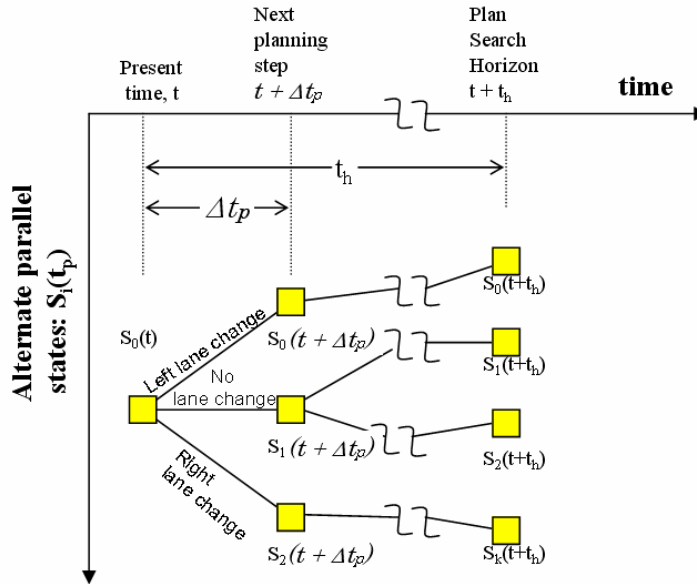 Present
time, t
Next
planning
step
t + Δtp
Plan
Search
Horizon
t + th
time
th
Δtp
Alternate parallel
states: Si(tp)
S0(t)
Left lane change
No
lane change
Right
lane change
S0(t + Δtp)
S1(t + Δtp)
S2(t + Δtp)
S0(t+th)
S1(t+th)
S2(t+th)
Sk(t+th)